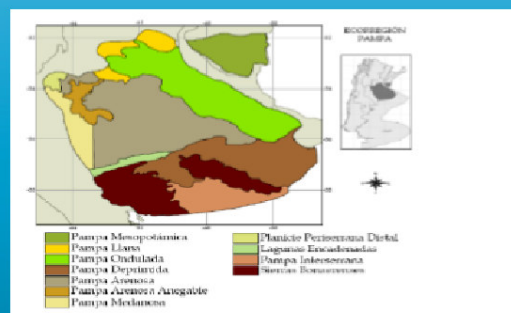 ECORREGIÓN
PAMPA
Pampa Mesopotámica
Pampa Llana
Pampa Ondulada
Pampa Deprimida
Pampa Arenosa
Pampa Arenosa Anegable
Pampa Medanosa
Planicie Periserrana Distal
Lagunas Encadenadas
Pampa Interserrana
Sierras Bonaerenses